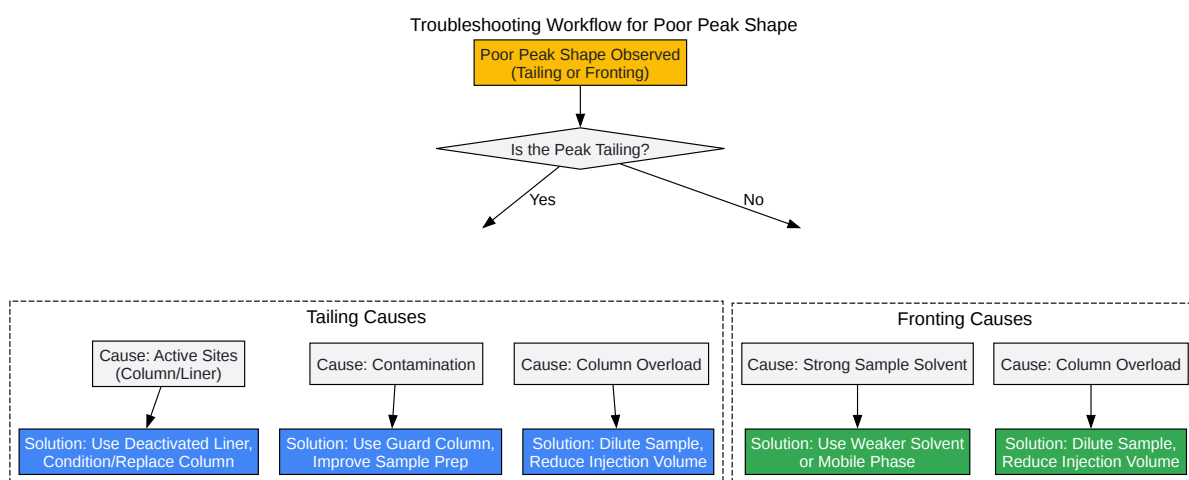 Troubleshooting Workflow for Poor Peak Shape
Poor Peak Shape Observed
(Tailing or Fronting)
Is the Peak Tailing?
Yes
No
Tailing Causes
Cause: Active Sites
(Column/Liner)
Cause: Contamination
Cause: Column Overload
Solution: Use Deactivated Liner,
Condition/Replace Column
Solution: Use Guard Column,
Improve Sample Prep
Solution: Dilute Sample,
Reduce Injection Volume
Fronting Causes
Cause: Strong Sample Solvent
Cause: Column Overload
Solution: Use Weaker Solvent
or Mobile Phase
Solution: Dilute Sample,
Reduce Injection Volume